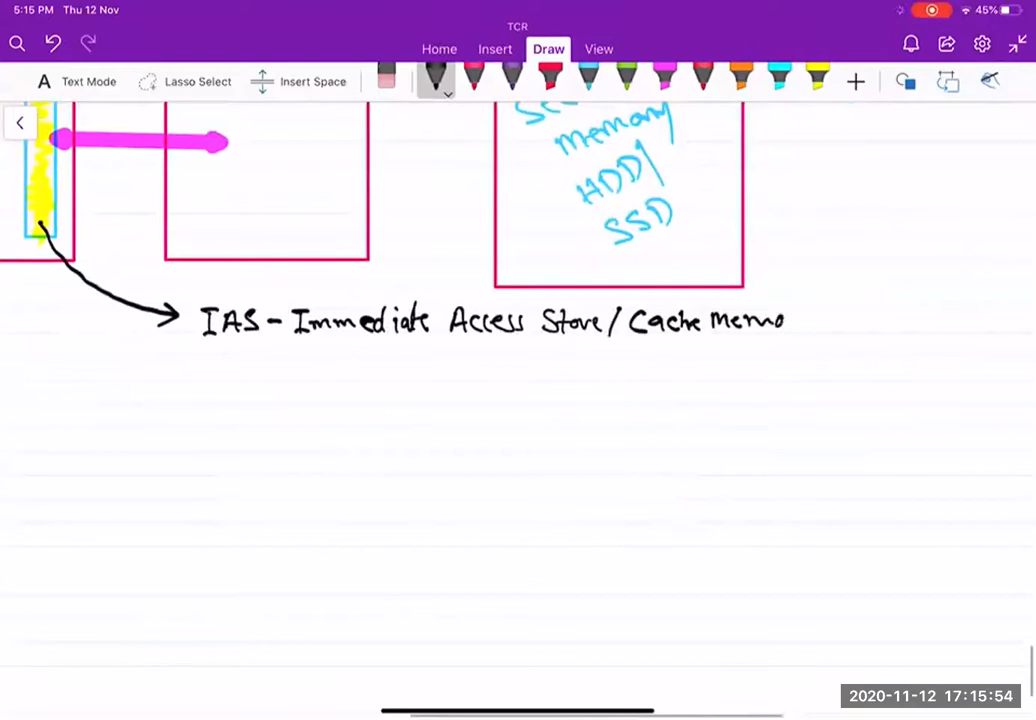 5:15 PM Thu 12 Nov
45%
TCR
Home Insert Draw View
A Text Mode Lasso Select Insert Space
memory
HDD/
SSD
IAS - Immediate Access Store/Cache memo
2020-11-12 17:15:54